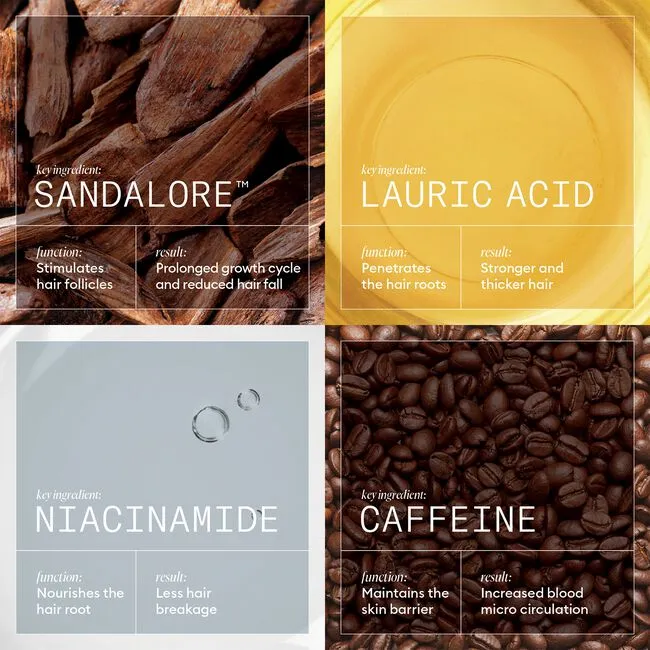 key ingredient:
SANDALORE™
function:
Stimulates
hair follicles
result:
Prolonged growth cycle
and reduced hair fall
key ingredient:
LAURIC ACID
function:
Penetrates
the hair roots
result:
Stronger and
thicker hair
key ingredient:
NIACINAMIDE
function:
Nourishes the
hair root
result:
Less hair
breakage
key ingredient:
CAFFEINE
function:
Maintains the
skin barrier
result:
Increased blood
micro circulation